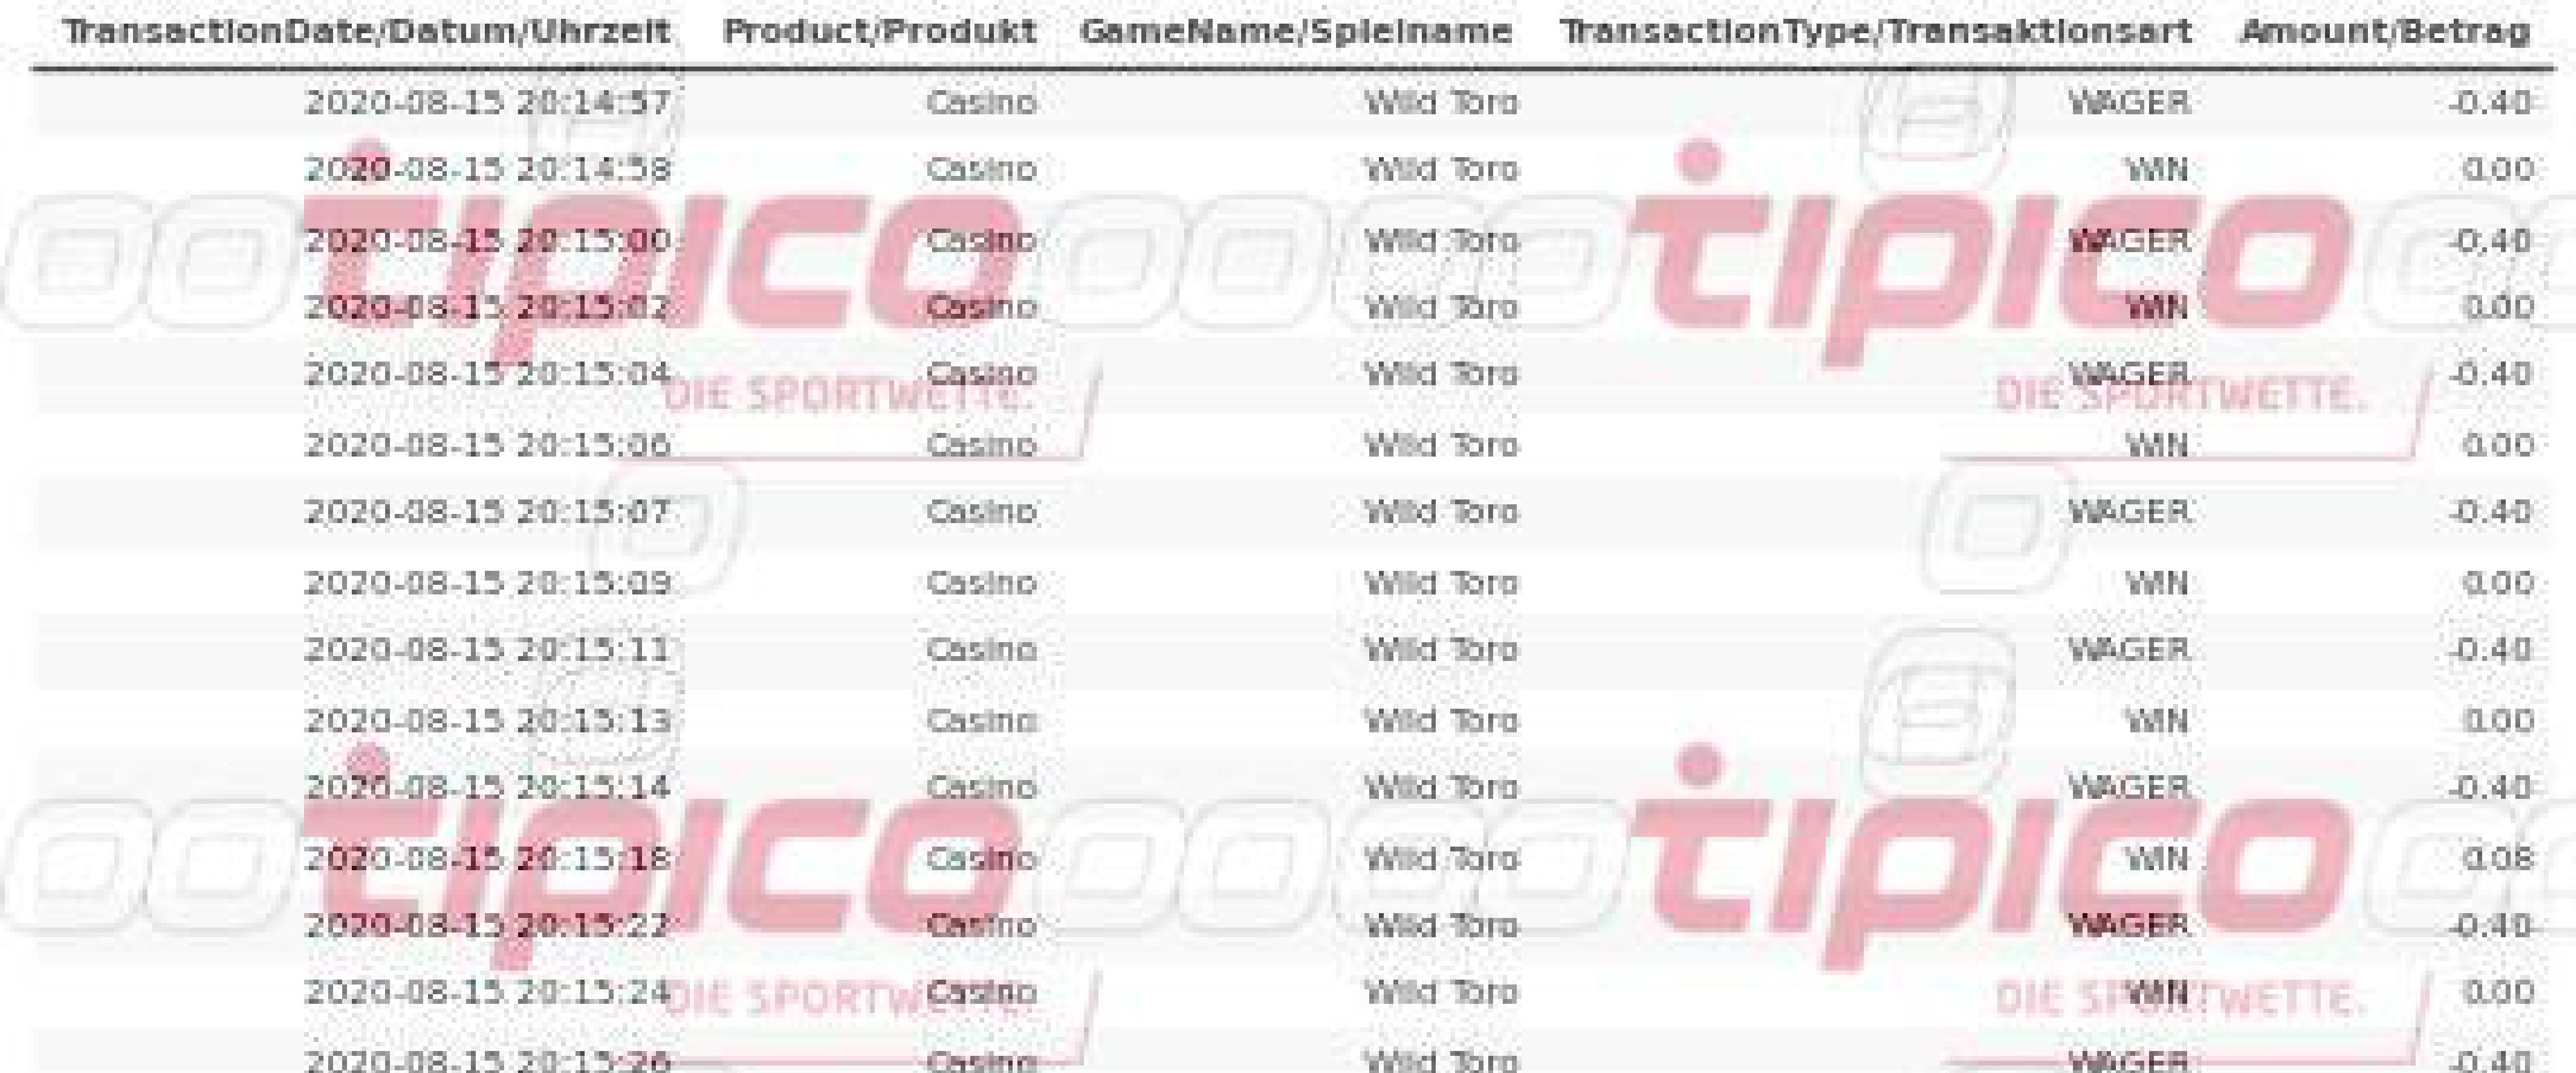 TransactionDate/Datum/Uhrzeit Product/Produkt GameName/Spielname TransactionType/Transaktionsart Amount/Betrag
2020-08-15 20:14:57 Casino Wild Toro WAGER -0.40
2020-08-15 20:14:58 Casino Wild Toro WIN 0.00
tipico tipico
2020-08-15 20:15:00 Casino Wild Toro WAGER -0.40
2020-08-15 20:15:02 Casino Wild Toro WIN 0.00
2020-08-15 20:15:04 Casino Wild Toro WAGER -0.40
DIE SPORTWETTE. DIE SPORTWETTE.
2020-08-15 20:15:06 Casino Wild Toro WIN 0.00
2020-08-15 20:15:07 Casino Wild Toro WAGER -0.40
2020-08-15 20:15:09 Casino Wild Toro WIN 0.00
2020-08-15 20:15:11 Casino Wild Toro WAGER -0.40
2020-08-15 20:15:13 Casino Wild Toro WIN 0.00
2020-08-15 20:15:14 Casino Wild Toro WAGER -0.40
tipico tipico
2020-08-15 20:15:18 Casino Wild Toro WIN 0.08
2020-08-15 20:15:22 Casino Wild Toro WAGER -0.40
2020-08-15 20:15:24 Casino Wild Toro WIN 0.00
DIE SPORTWETTE. DIE SPORTWETTE.
2020-08-15 20:15:26 Casino Wild Toro WAGER -0.40